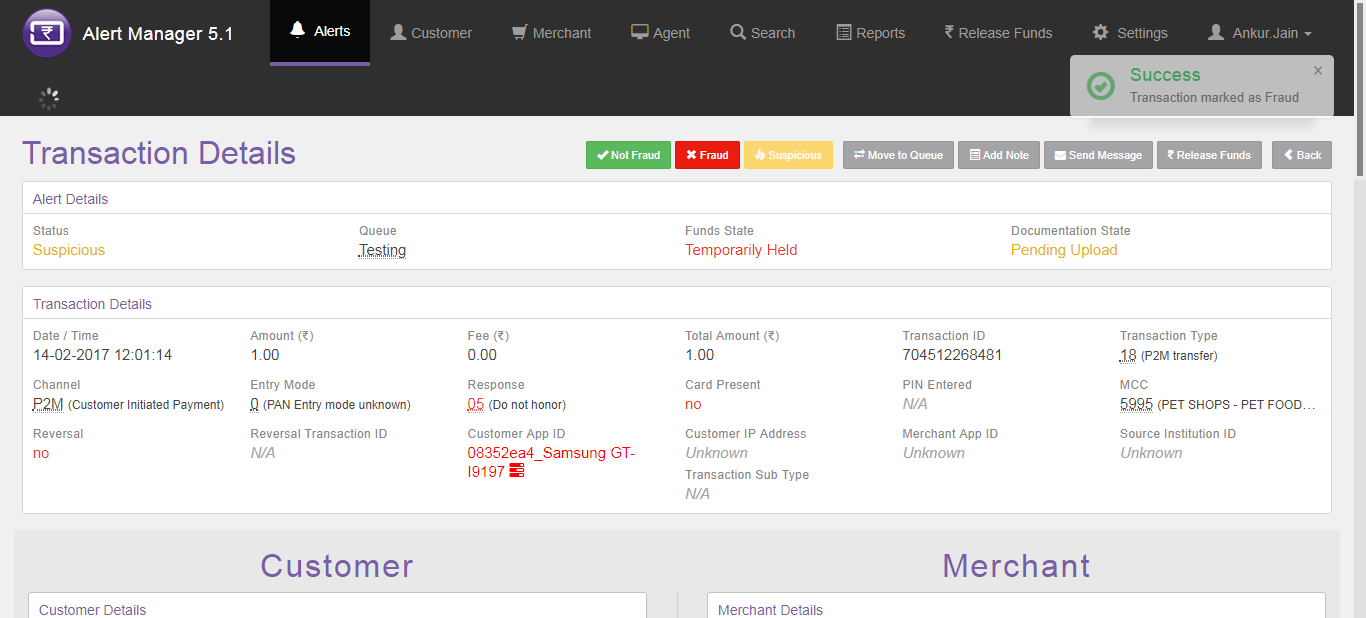 Alert Manager 5.1
Alerts
Customer
Merchant
Agent
Search
Reports
₹ Release Funds
Settings
Ankur.Jain
Success
×
Transaction marked as Fraud
Transaction Details
Not Fraud
Fraud
Suspicious
Move to Queue
Add Note
Send Message
₹ Release Funds
Back
Alert Details
Status
Queue
Funds State
Documentation State
Suspicious
Testing
Temporarily Held
Pending Upload
Transaction Details
Date / Time
Amount (₹)
Fee (₹)
Total Amount (₹)
Transaction ID
Transaction Type
14-02-2017 12:01:14
1.00
0.00
1.00
704512268481
18 (P2M transfer)
Channel
Entry Mode
Response
Card Present
PIN Entered
MCC
P2M (Customer Initiated Payment)
0 (PAN Entry mode unknown)
05 (Do not honor)
no
N/A
5995 (PET SHOPS - PET FOOD…
Reversal
Reversal Transaction ID
Customer App ID
Customer IP Address
Merchant App ID
Source Institution ID
no
N/A
08352ea4_Samsung GT-
I9197
Unknown
Unknown
Unknown
Transaction Sub Type
N/A
Customer
Merchant
Customer Details
Merchant Details